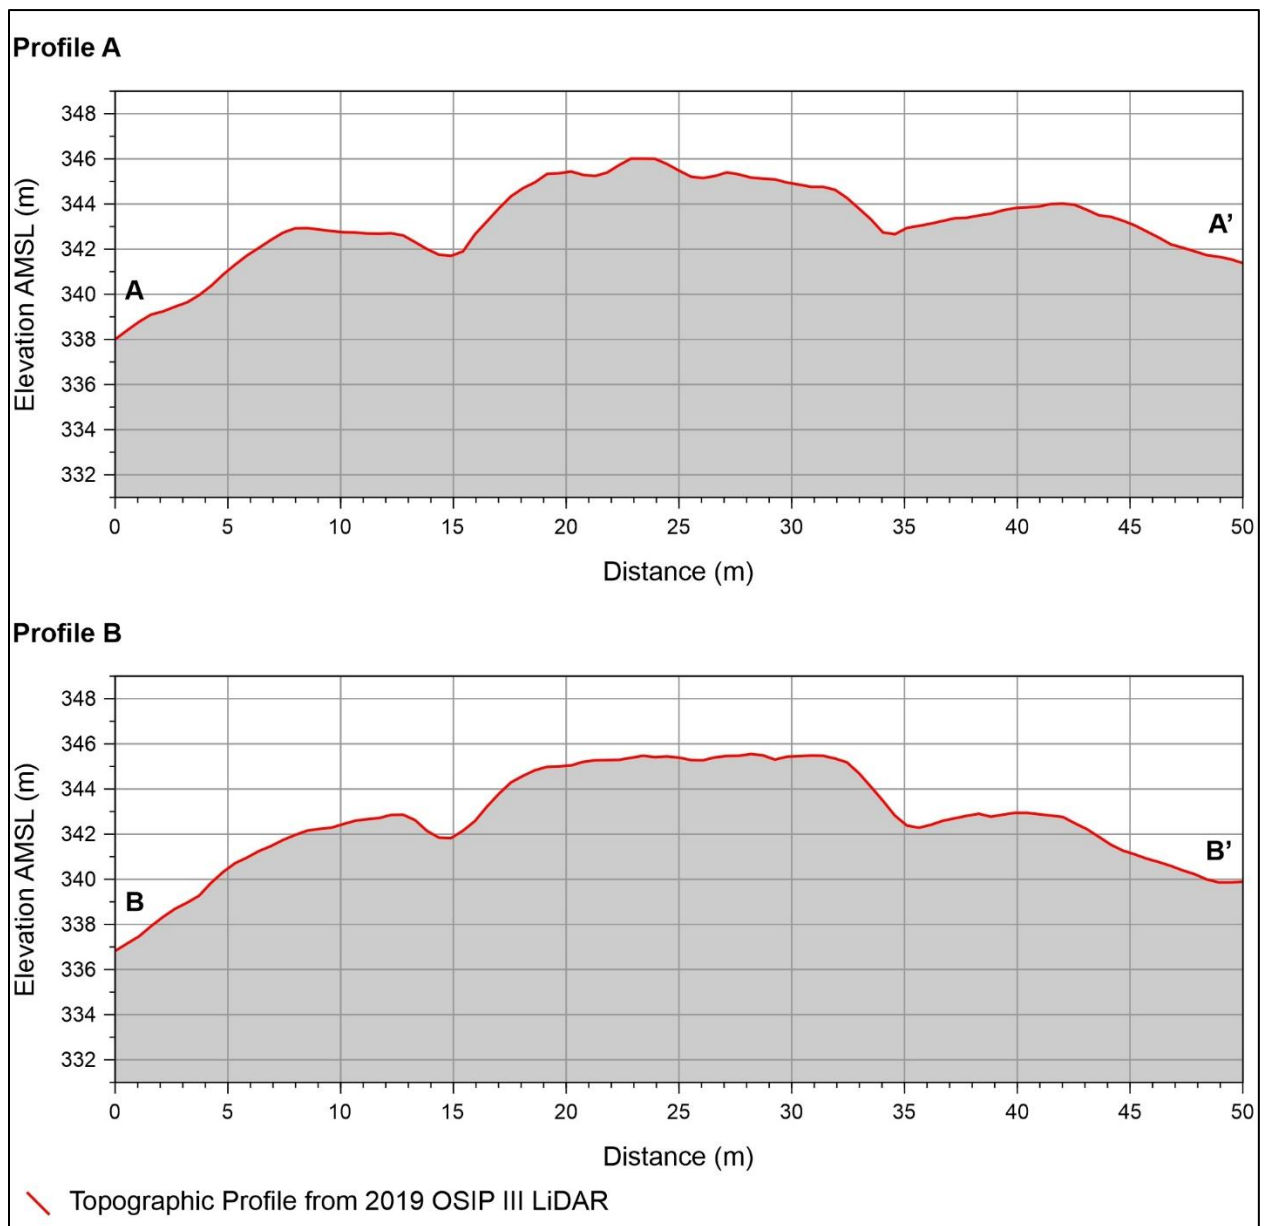 Profile A
348
346
344
342
340
338
336
334
332
Elevation AMSL (m)
A
A’
0 5 10 15 20 25 30 35 40 45 50
Distance (m)
Profile B
348
346
344
342
340
338
336
334
332
Elevation AMSL (m)
B
B’
0 5 10 15 20 25 30 35 40 45 50
Distance (m)
Topographic Profile from 2019 OSIP III LiDAR